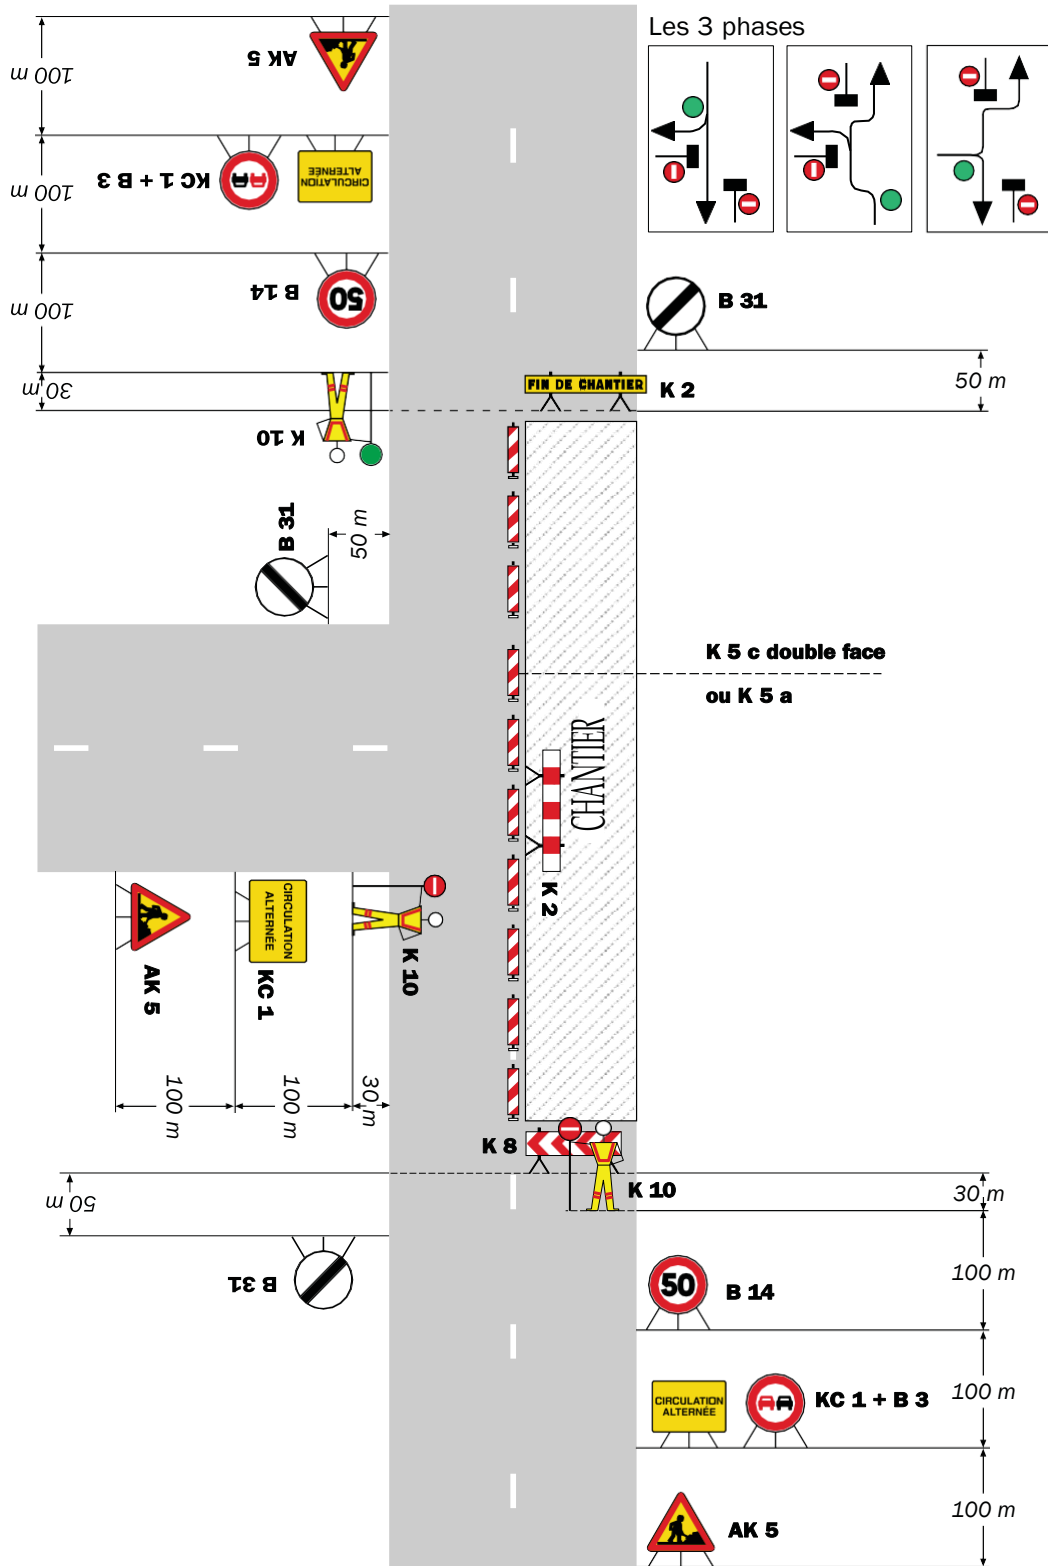 Les 3 phases
AK 5
100 m
CIRCULATION
ALTERNÉE
KC 1 + B 3
100 m
50
B 14
100 m
B 31
30 m
FIN DE CHANTIER
K 2
50 m
K 10
B 31
50 m
K 5 c double face
ou K 5 a
CHANTIER
K 2
CIRCULATION
ALTERNÉE
K 10
KC 1
AK 5
100 m
100 m
30 m
K 8
K 10
30 m
50 m
B 31
50
B 14
100 m
CIRCULATION
ALTERNÉE
KC 1 + B 3
100 m
100 m
AK 5